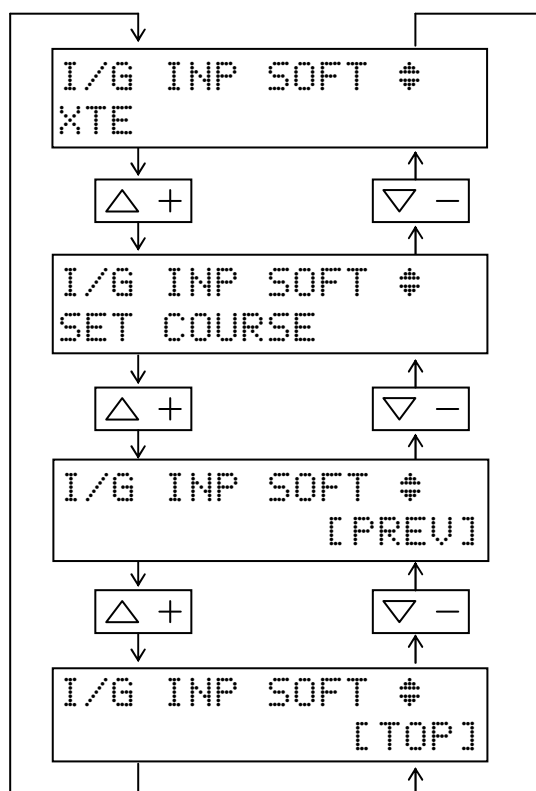 I/G INP SOFT
XTE
△ + ▽ −
I/G INP SOFT
SET COURSE
△ + ▽ −
I/G INP SOFT
[PREV]
△ + ▽ −
I/G INP SOFT
[TOP]